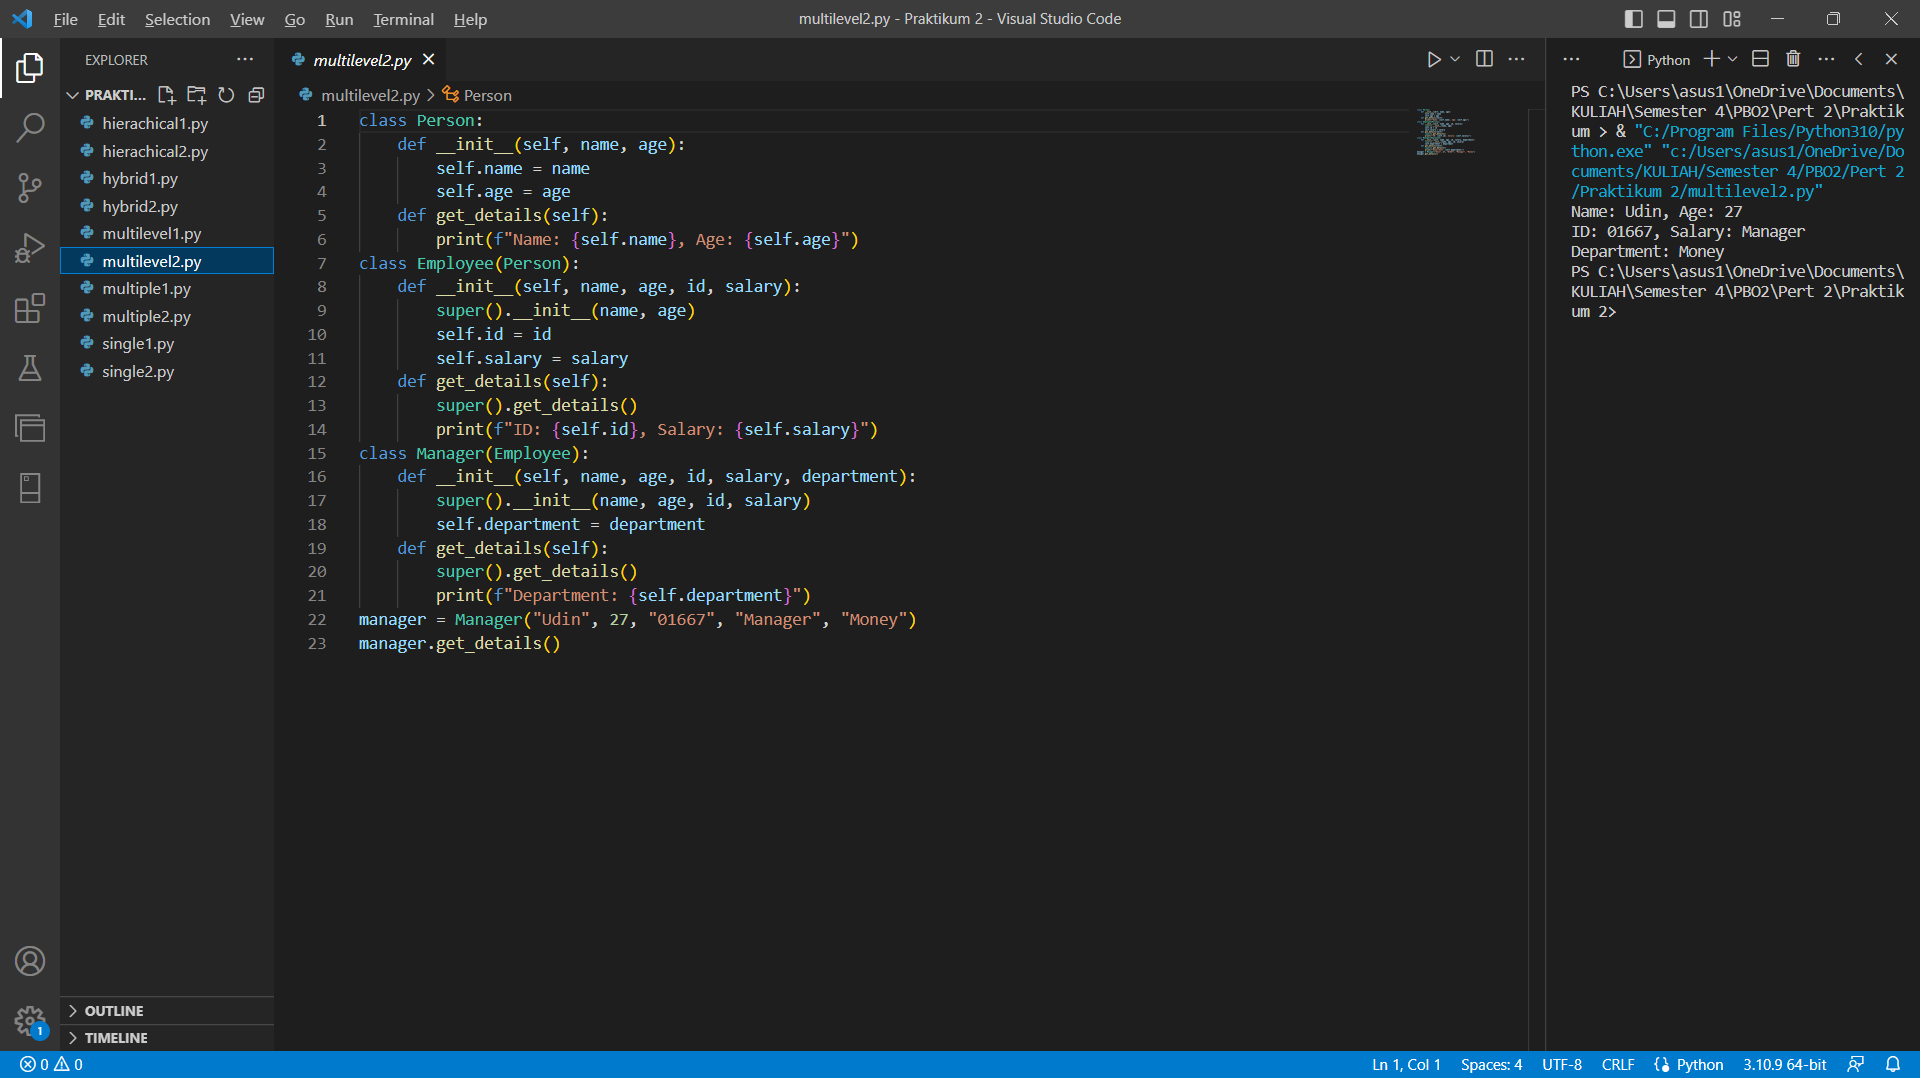 File Edit Selection View Go Run Terminal Help
multilevel2.py - Praktikum 2 - Visual Studio Code
EXPLORER
PRAKTI...
hierachical1.py
hierachical2.py
hybrid1.py
hybrid2.py
multilevel1.py
multilevel2.py
multiple1.py
multiple2.py
single1.py
single2.py
OUTLINE
TIMELINE
multilevel2.py
multilevel2.py > Person
1 class Person:
2     def __init__(self, name, age):
3         self.name = name
4         self.age = age
5     def get_details(self):
6         print(f"Name: {self.name}, Age: {self.age}")
7 class Employee(Person):
8     def __init__(self, name, age, id, salary):
9         super().__init__(name, age)
10         self.id = id
11         self.salary = salary
12     def get_details(self):
13         super().get_details()
14         print(f"ID: {self.id}, Salary: {self.salary}")
15 class Manager(Employee):
16     def __init__(self, name, age, id, salary, department):
17         super().__init__(name, age, id, salary)
18         self.department = department
19     def get_details(self):
20         super().get_details()
21         print(f"Department: {self.department}")
22 manager = Manager("Udin", 27, "01667", "Manager", "Money")
23 manager.get_details()
Python
PS C:\Users\asus1\OneDrive\Documents\
KULIAH\Semester 4\PBO2\Pert 2\Praktik
um > & "C:/Program Files/Python310/py
thon.exe" "c:/Users/asus1/OneDrive/Do
cuments/KULIAH/Semester 4/PBO2/Pert 2
/Praktikum 2/multilevel2.py"
Name: Udin, Age: 27
ID: 01667, Salary: Manager
Department: Money
PS C:\Users\asus1\OneDrive\Documents\
KULIAH\Semester 4\PBO2\Pert 2\Praktik
um 2>
1
0 0
Ln 1, Col 1 Spaces: 4 UTF-8 CRLF Python 3.10.9 64-bit